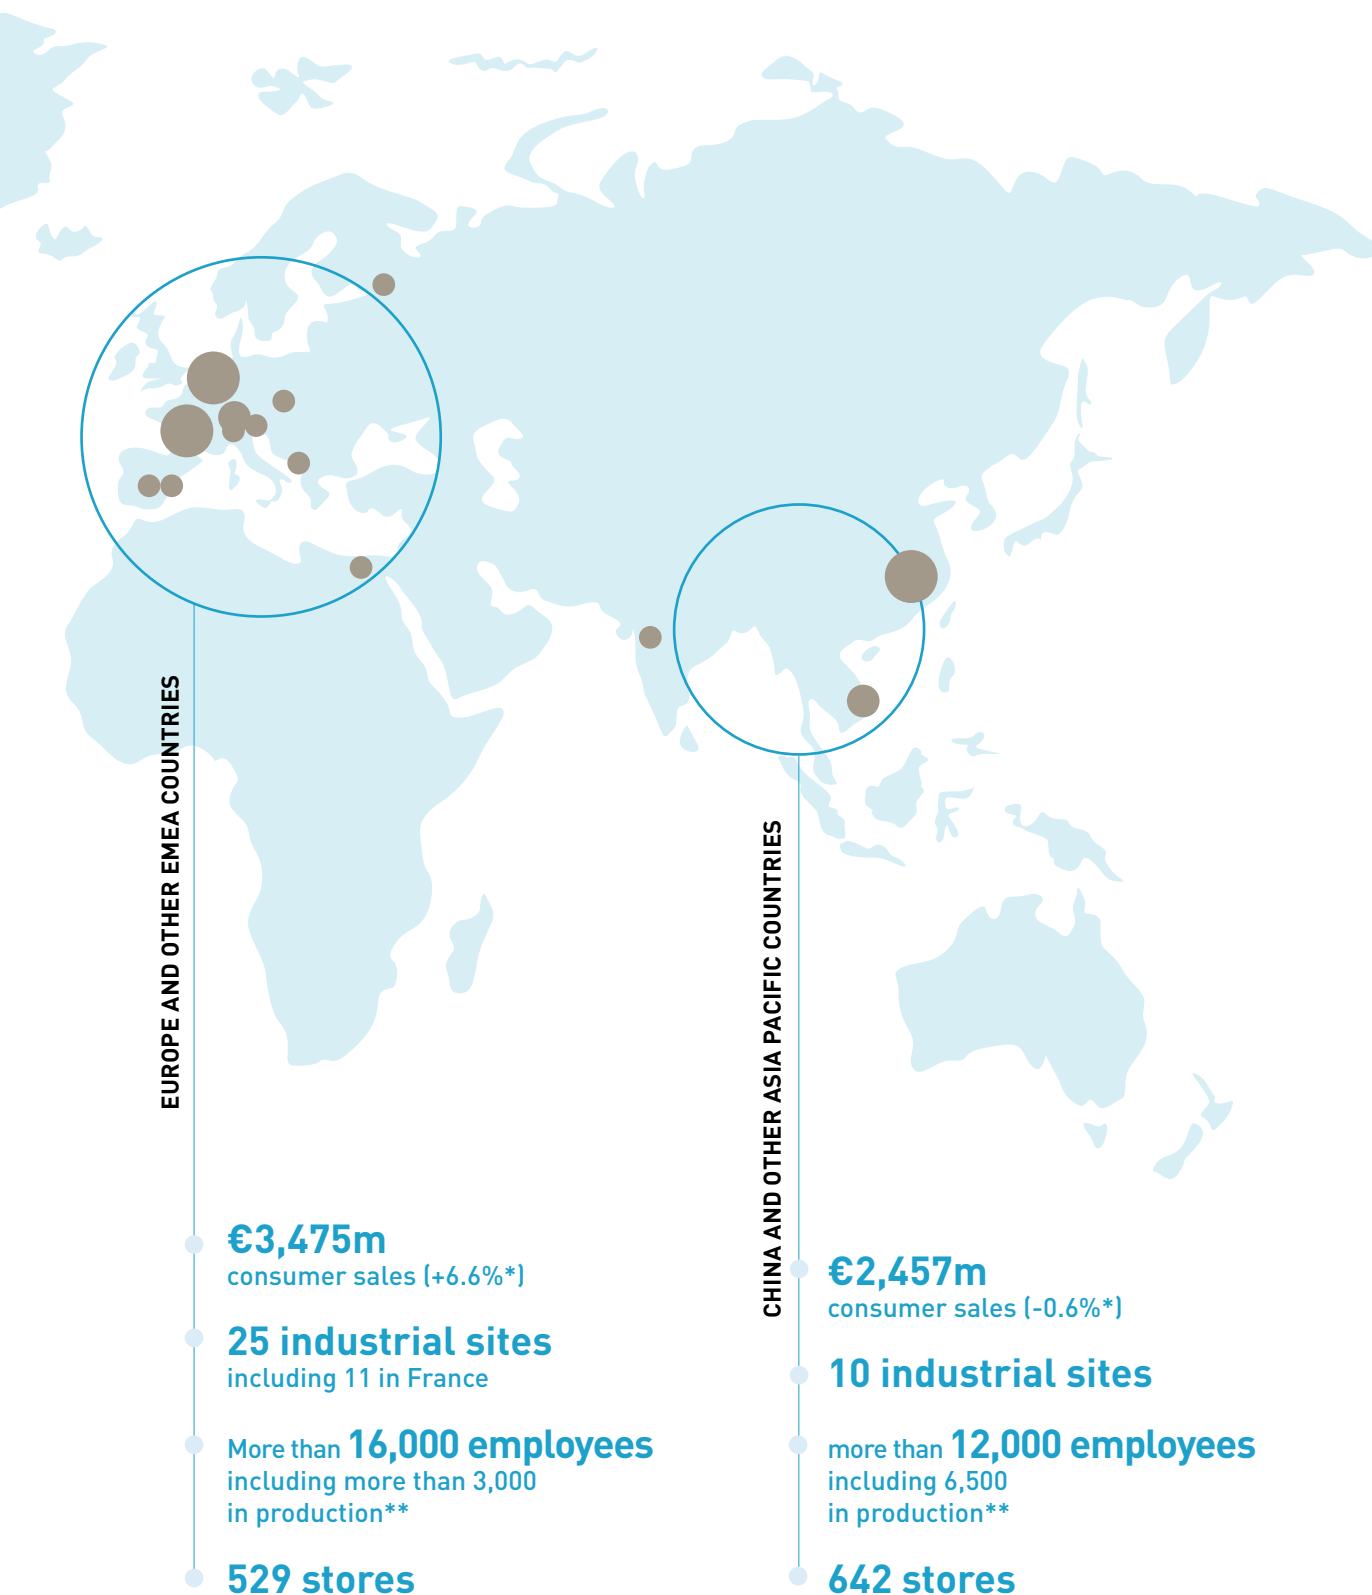 EUROPE AND OTHER EMEA COUNTRIES
€3,475m
consumer sales (+6.6%*)
25 industrial sites
including 11 in France
More than 16,000 employees
including more than 3,000
in production**
529 stores
CHINA AND OTHER ASIA PACIFIC COUNTRIES
€2,457m
consumer sales (-0.6%*)
10 industrial sites
more than 12,000 employees
including 6,500
in production**
642 stores